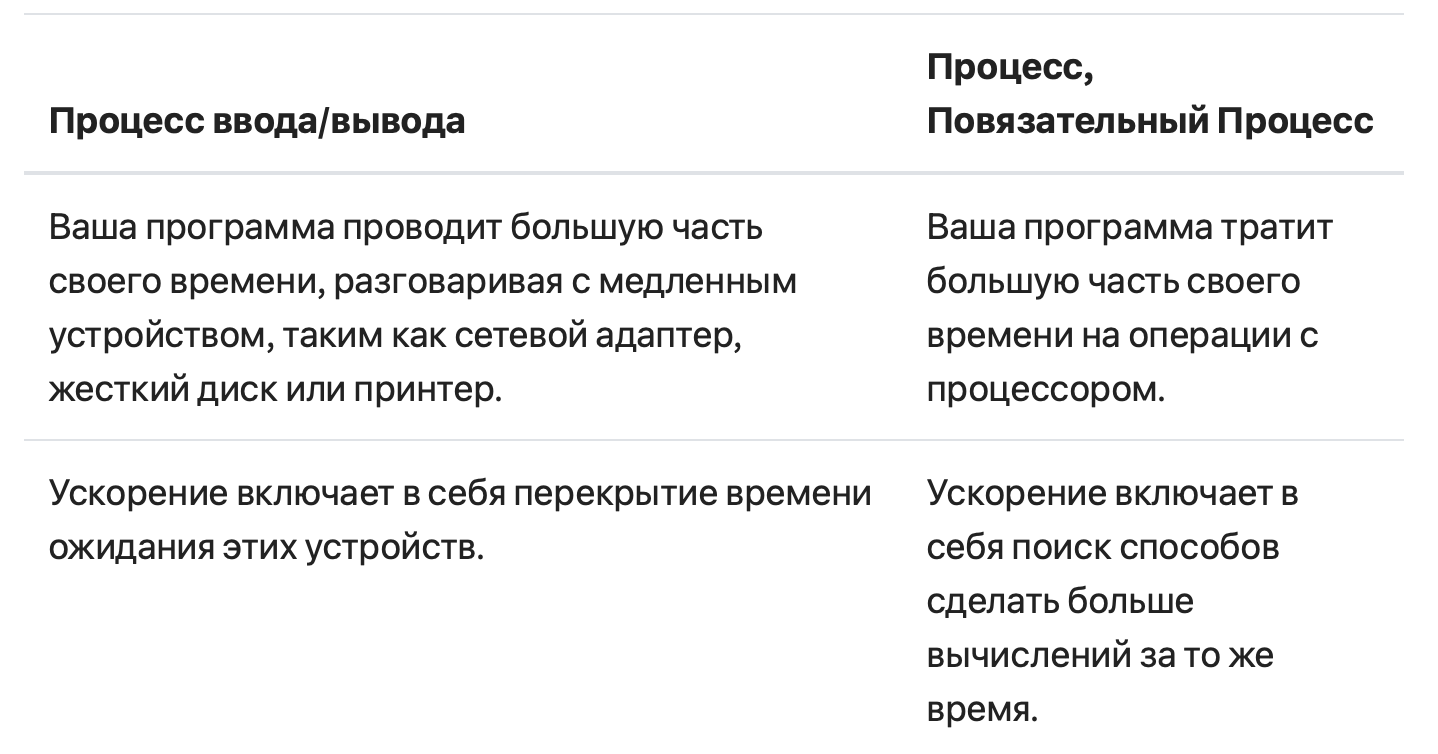 Процесс ввода/вывода
Процесс,
Повязательный Процесс
Ваша программа проводит большую часть
своего времени, разговаривая с медленным
устройством, таким как сетевой адаптер,
жесткий диск или принтер.
Ваша программа тратит
большую часть своего
времени на операции с
процессором.
Ускорение включает в себя перекрытие времени
ожидания этих устройств.
Ускорение включает в
себя поиск способов
сделать больше
вычислений за то же
время.